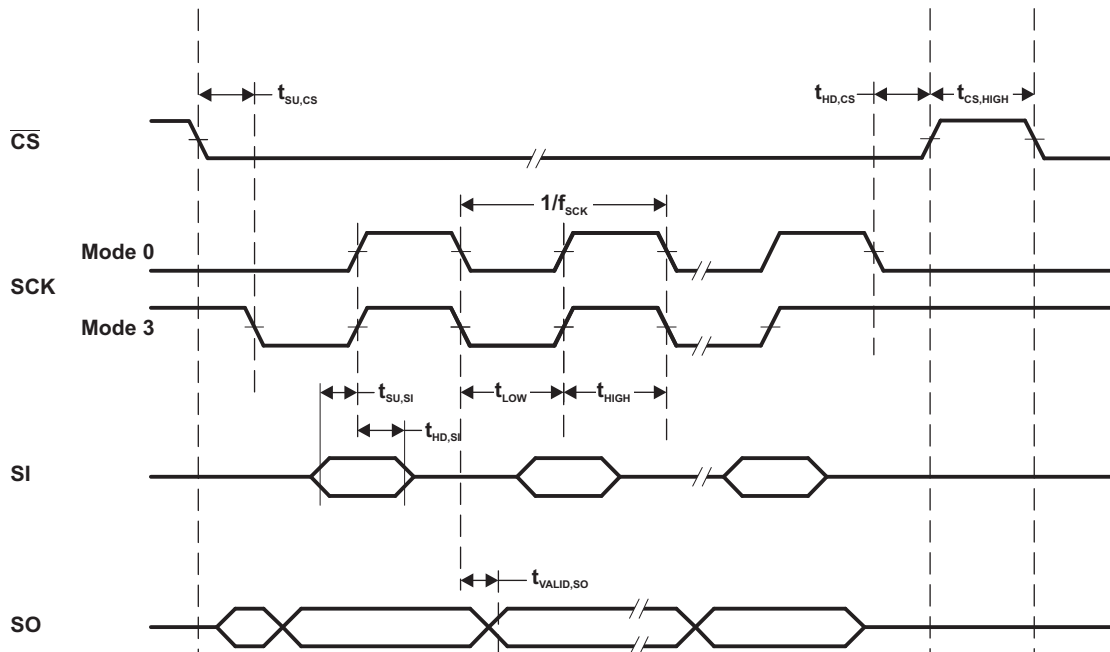 t_SU,CS
t_HD,CS
t_CS,HIGH
CS
1/f_SCK
Mode 0
SCK
Mode 3
t_SU,SI
t_LOW
t_HIGH
t_HD,SI
SI
t_VALID,SO
SO